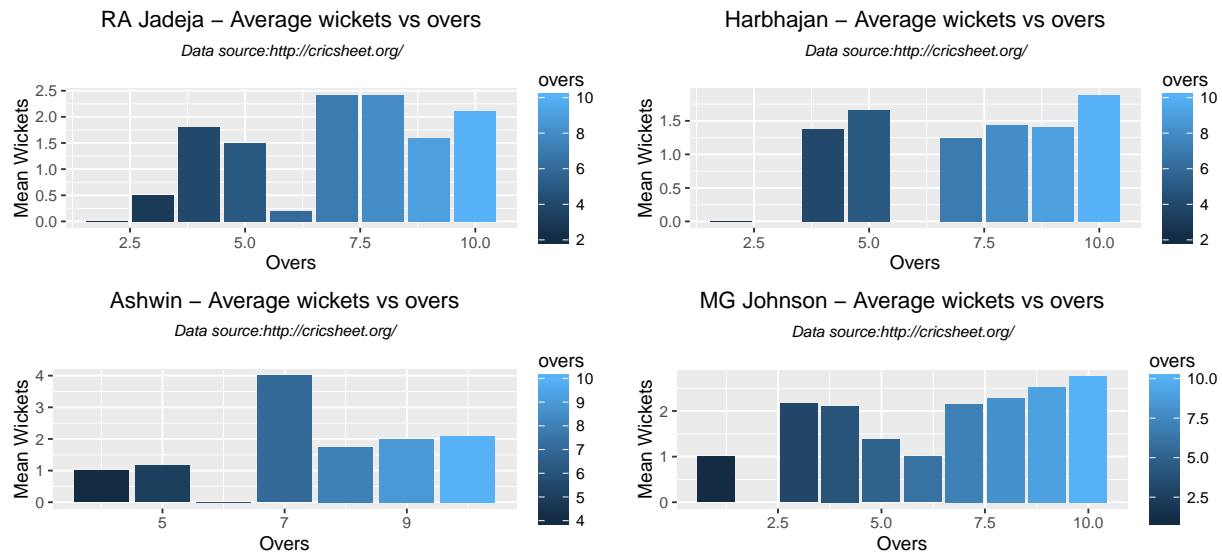 RA Jadeja − Average wickets vs overs
Data source:http://cricsheet.org/
Mean Wickets
2.5
2.0
1.5
1.0
0.5
0.0
2.5 5.0 7.5 10.0
Overs
overs
10
8
6
4
2
Harbhajan − Average wickets vs overs
Data source:http://cricsheet.org/
Mean Wickets
1.5
1.0
0.5
0.0
2.5 5.0 7.5 10.0
Overs
overs
10
8
6
4
2
Ashwin − Average wickets vs overs
Data source:http://cricsheet.org/
Mean Wickets
4
3
2
1
0
5 7 9
Overs
overs
10
9
8
7
6
5
4
MG Johnson − Average wickets vs overs
Data source:http://cricsheet.org/
Mean Wickets
2
1
0
2.5 5.0 7.5 10.0
Overs
overs
10.0
7.5
5.0
2.5